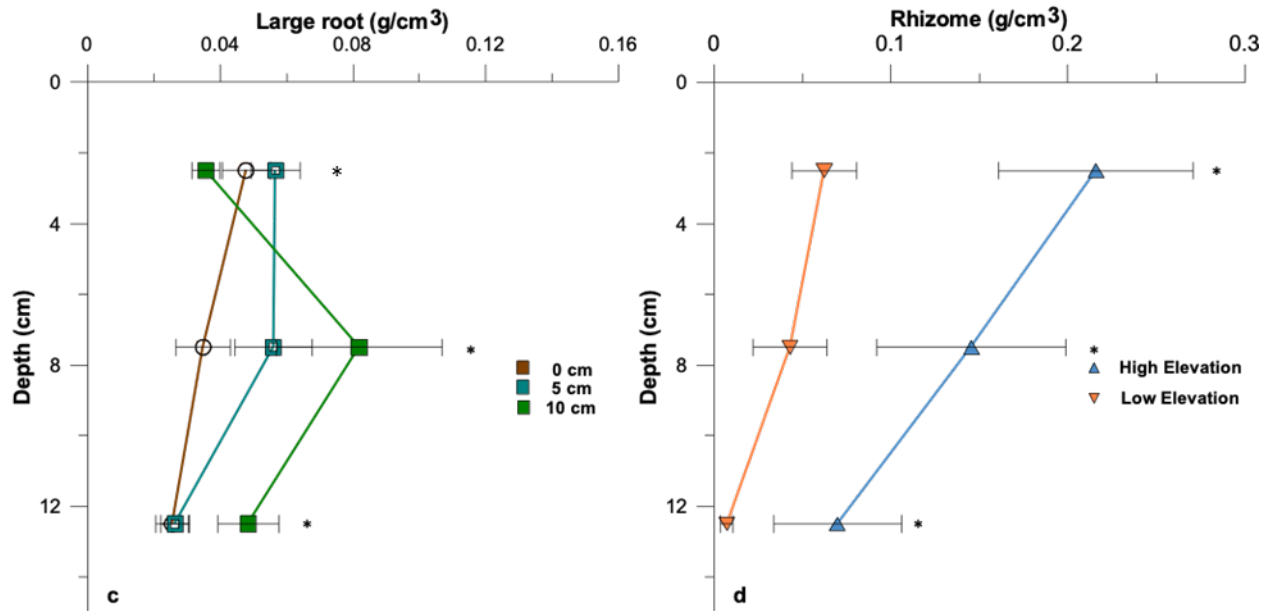 Large root (g/cm3)
0 0.04 0.08 0.12 0.16
0
4
8
12
Depth (cm)
*
*
*
0 cm
5 cm
10 cm
c
Rhizome (g/cm3)
0 0.1 0.2 0.3
0
4
8
12
Depth (cm)
*
*
*
High Elevation
Low Elevation
d